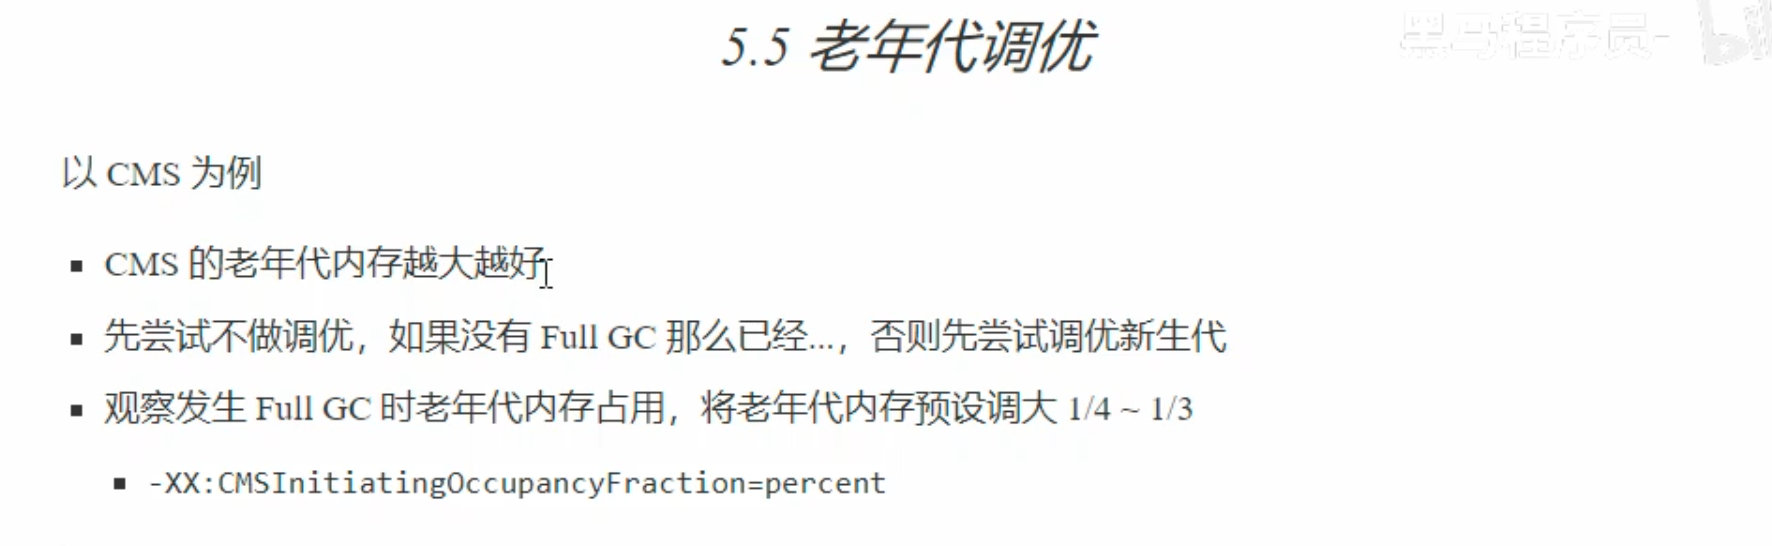 5.5 老年代调优
黑马程序员-
以 CMS 为例
▪ CMS 的老年代内存越大越好
▪ 先尝试不做调优，如果没有 Full GC 那么已经...，否则先尝试调优新生代
▪ 观察发生 Full GC 时老年代内存占用，将老年代内存预设调大 1/4 ~ 1/3
▪ -XX:CMSInitiatingOccupancyFraction=percent